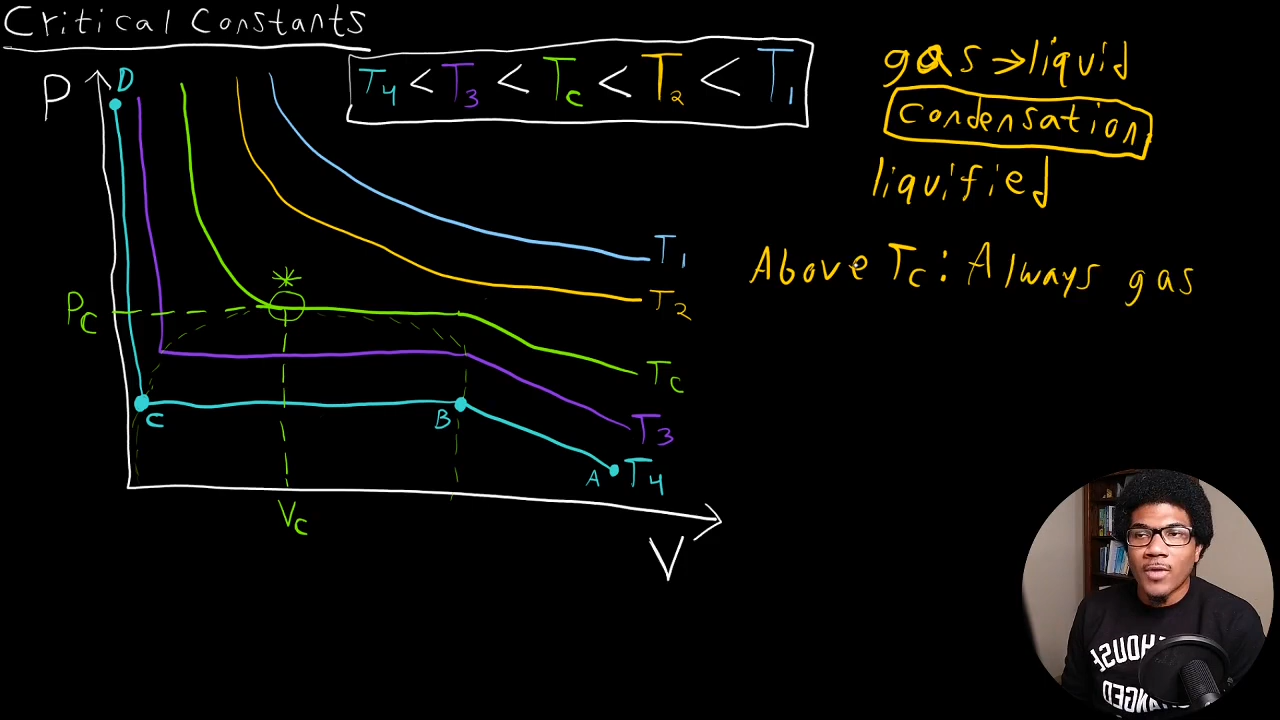 Critical Constants
T4 < T3 < Tc < T2 < T1
gas → liquid
condensation
liquified
Above Tc: Always gas
P
D
T1
T2
Pc
*
Tc
T3
C
B
A
T4
Vc
V